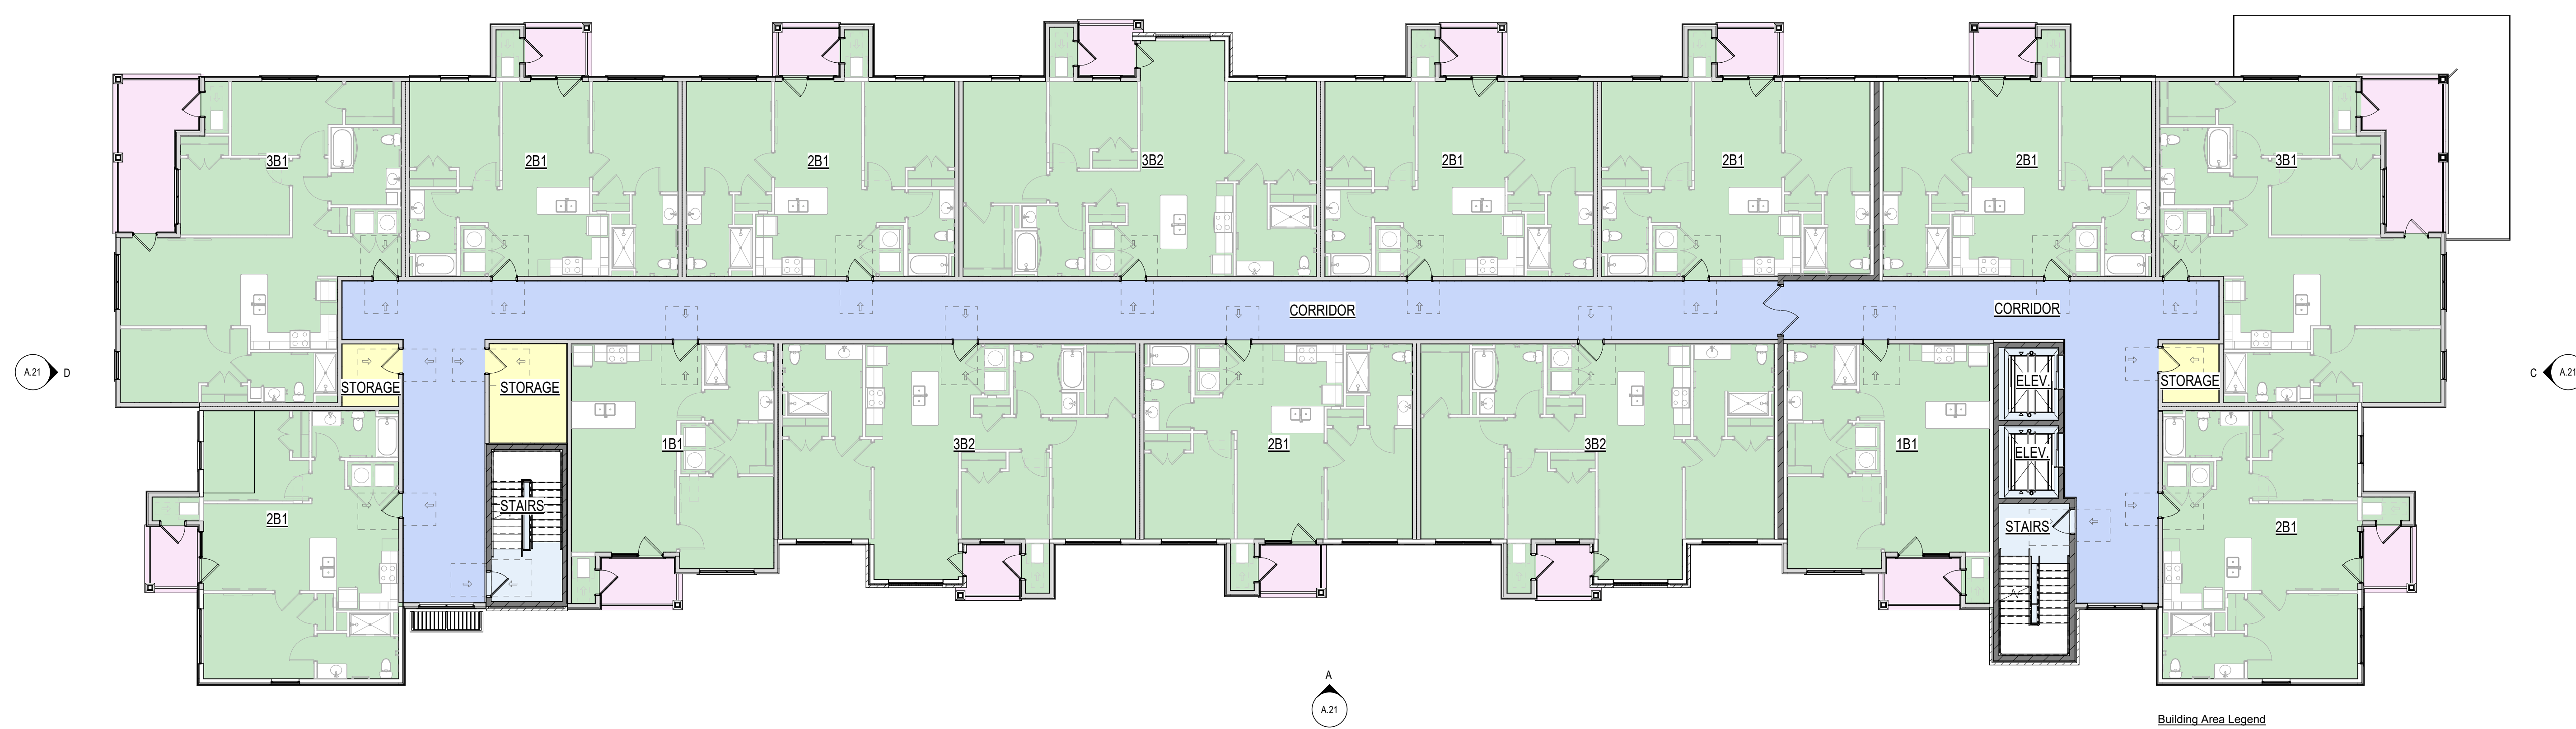 3B1
2B1
2B1
3B2
2B1
2B1
2B1
3B1
CORRIDOR
CORRIDOR
A.21
D
STORAGE
STORAGE
ELEV.
STORAGE
C
A.21
1B1
3B2
2B1
3B2
1B1
ELEV.
STAIRS
2B1
STAIRS
2B1
A
A.21
Building Area Legend